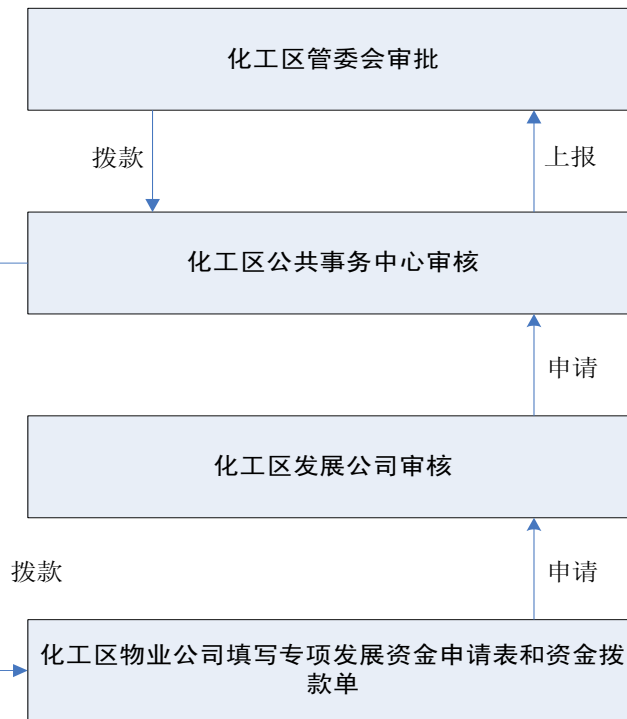 化工区管委会审批
拨款
上报
化工区公共事务中心审核
申请
化工区发展公司审核
拨款
申请
化工区物业公司填写专项发展资金申请表和资金拨
款单